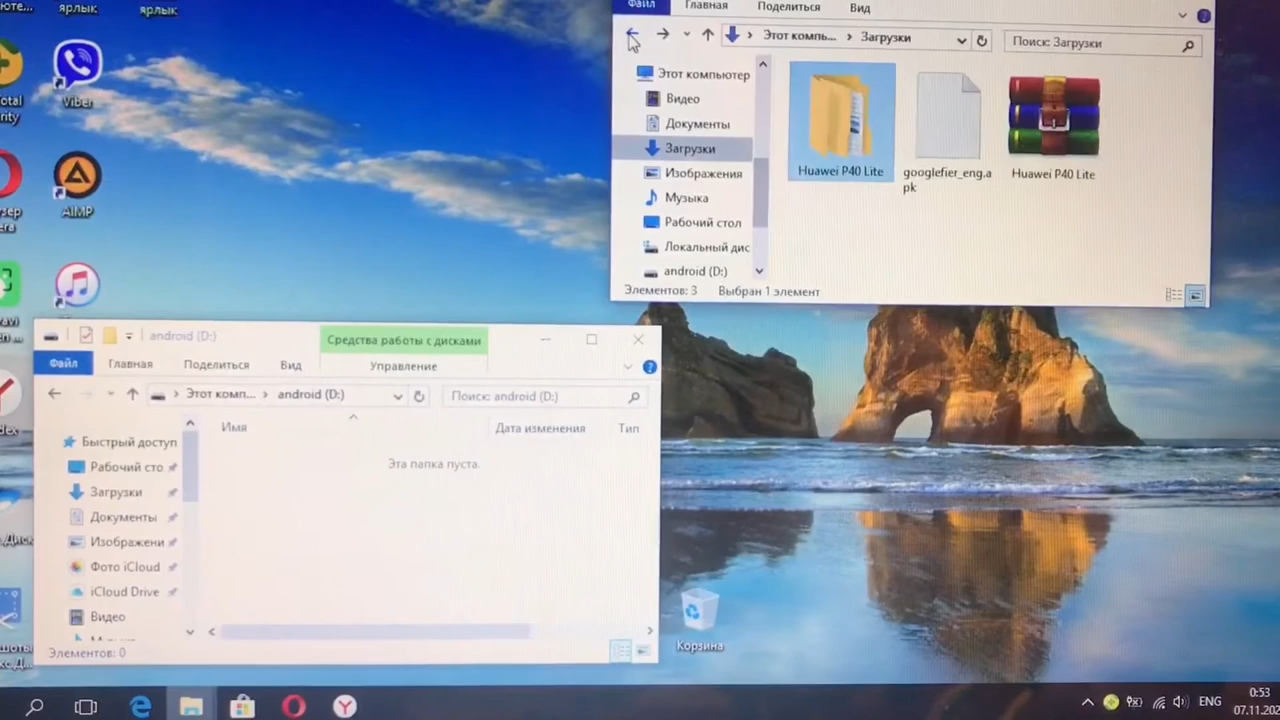 ярлык
ярлык
Viber
AIMP
Файл
Главная
Поделиться
Вид
Этот компь...
Загрузки
Поиск: Загрузки
Этот компьютер
Видео
Документы
Загрузки
Изображения
Музыка
Рабочий стол
Локальный дис
android (D:)
Huawei P40 Lite
googlefier_eng.a
pk
Huawei P40 Lite
Элементов: 3
Выбран 1 элемент
android (D:)
Средства работы с дисками
Файл
Главная
Поделиться
Вид
Управление
Этот комп...
android (D:)
Поиск: android (D:)
Имя
Дата изменения
Тип
Эта папка пуста.
Быстрый доступ
Рабочий сто
Загрузки
Документы
Изображени
Фото iCloud
iCloud Drive
Видео
Элементов: 0
Корзина
ENG
0:53
07.11.202